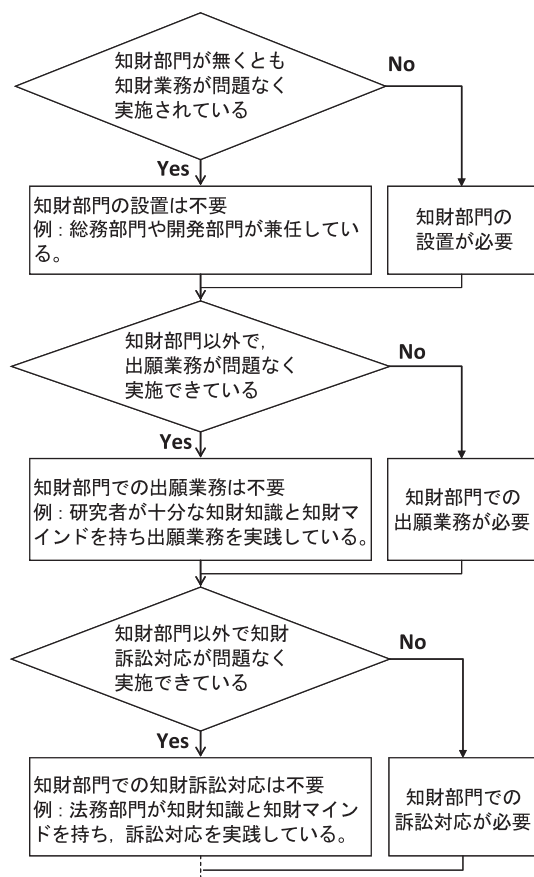 知財部門が無くとも
知財業務が問題なく
実施されている
No
Yes
知財部門の設置は不要
例：総務部門や開発部門が兼任してい
る。
知財部門の
設置が必要
知財部門以外で，
出願業務が問題なく
実施できている
No
Yes
知財部門での出願業務は不要
例：研究者が十分な知財知識と知財マ
インドを持ち出願業務を実践している。
知財部門での
出願業務が必要
知財部門以外で知財
訴訟対応が問題なく
実施できている
No
Yes
知財部門での知財訴訟対応は不要
例：法務部門が知財知識と知財マイン
ドを持ち，訴訟対応を実践している。
知財部門での
訴訟対応が必要